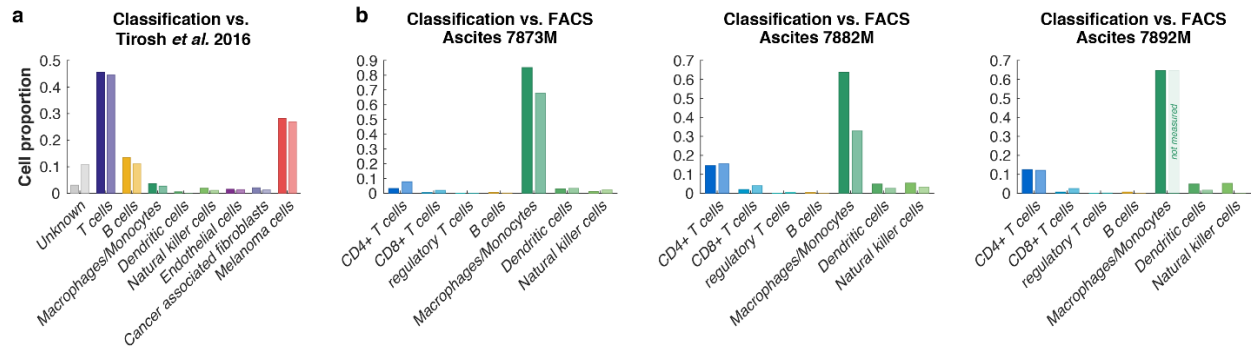 a
Classification vs.
Tirosh et al. 2016
Cell proportion
0.5
0.4
0.3
0.2
0.1
0
Unknown
T cells
B cells
Macrophages/Monocytes
Dendritic cells
Natural killer cells
Endothelial cells
Cancer associated fibroblasts
Melanoma cells
b
Classification vs. FACS
Ascites 7873M
0.9
0.8
0.7
0.6
0.5
0.4
0.3
0.2
0.1
0
CD4+ T cells
CD8+ T cells
regulatory T cells
B cells
Macrophages/Monocytes
Dendritic cells
Natural killer cells
Classification vs. FACS
Ascites 7882M
0.7
0.6
0.5
0.4
0.3
0.2
0.1
0
CD4+ T cells
CD8+ T cells
regulatory T cells
B cells
Macrophages/Monocytes
Dendritic cells
Natural killer cells
Classification vs. FACS
Ascites 7892M
0.7
0.6
0.5
0.4
0.3
0.2
0.1
0
not measured
CD4+ T cells
CD8+ T cells
regulatory T cells
B cells
Macrophages/Monocytes
Dendritic cells
Natural killer cells